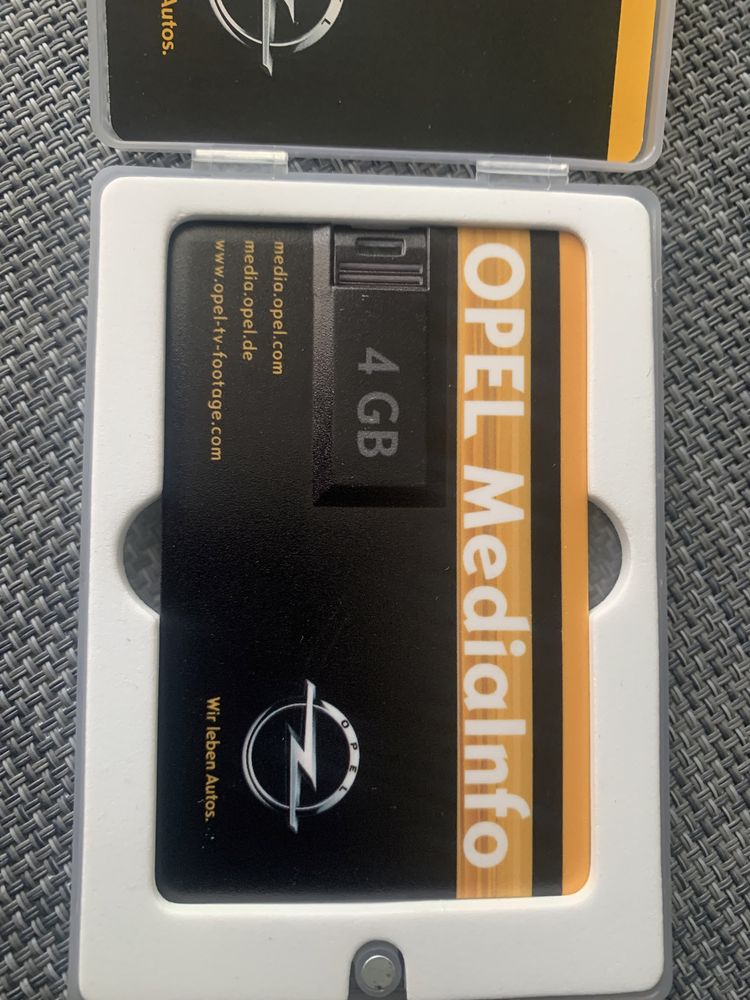 Autos.
OPEL MediaInfo
4 GB
media.opel.com
media.opel.de
www.opel-tv-footage.com
OPEL
Wir leben Autos.